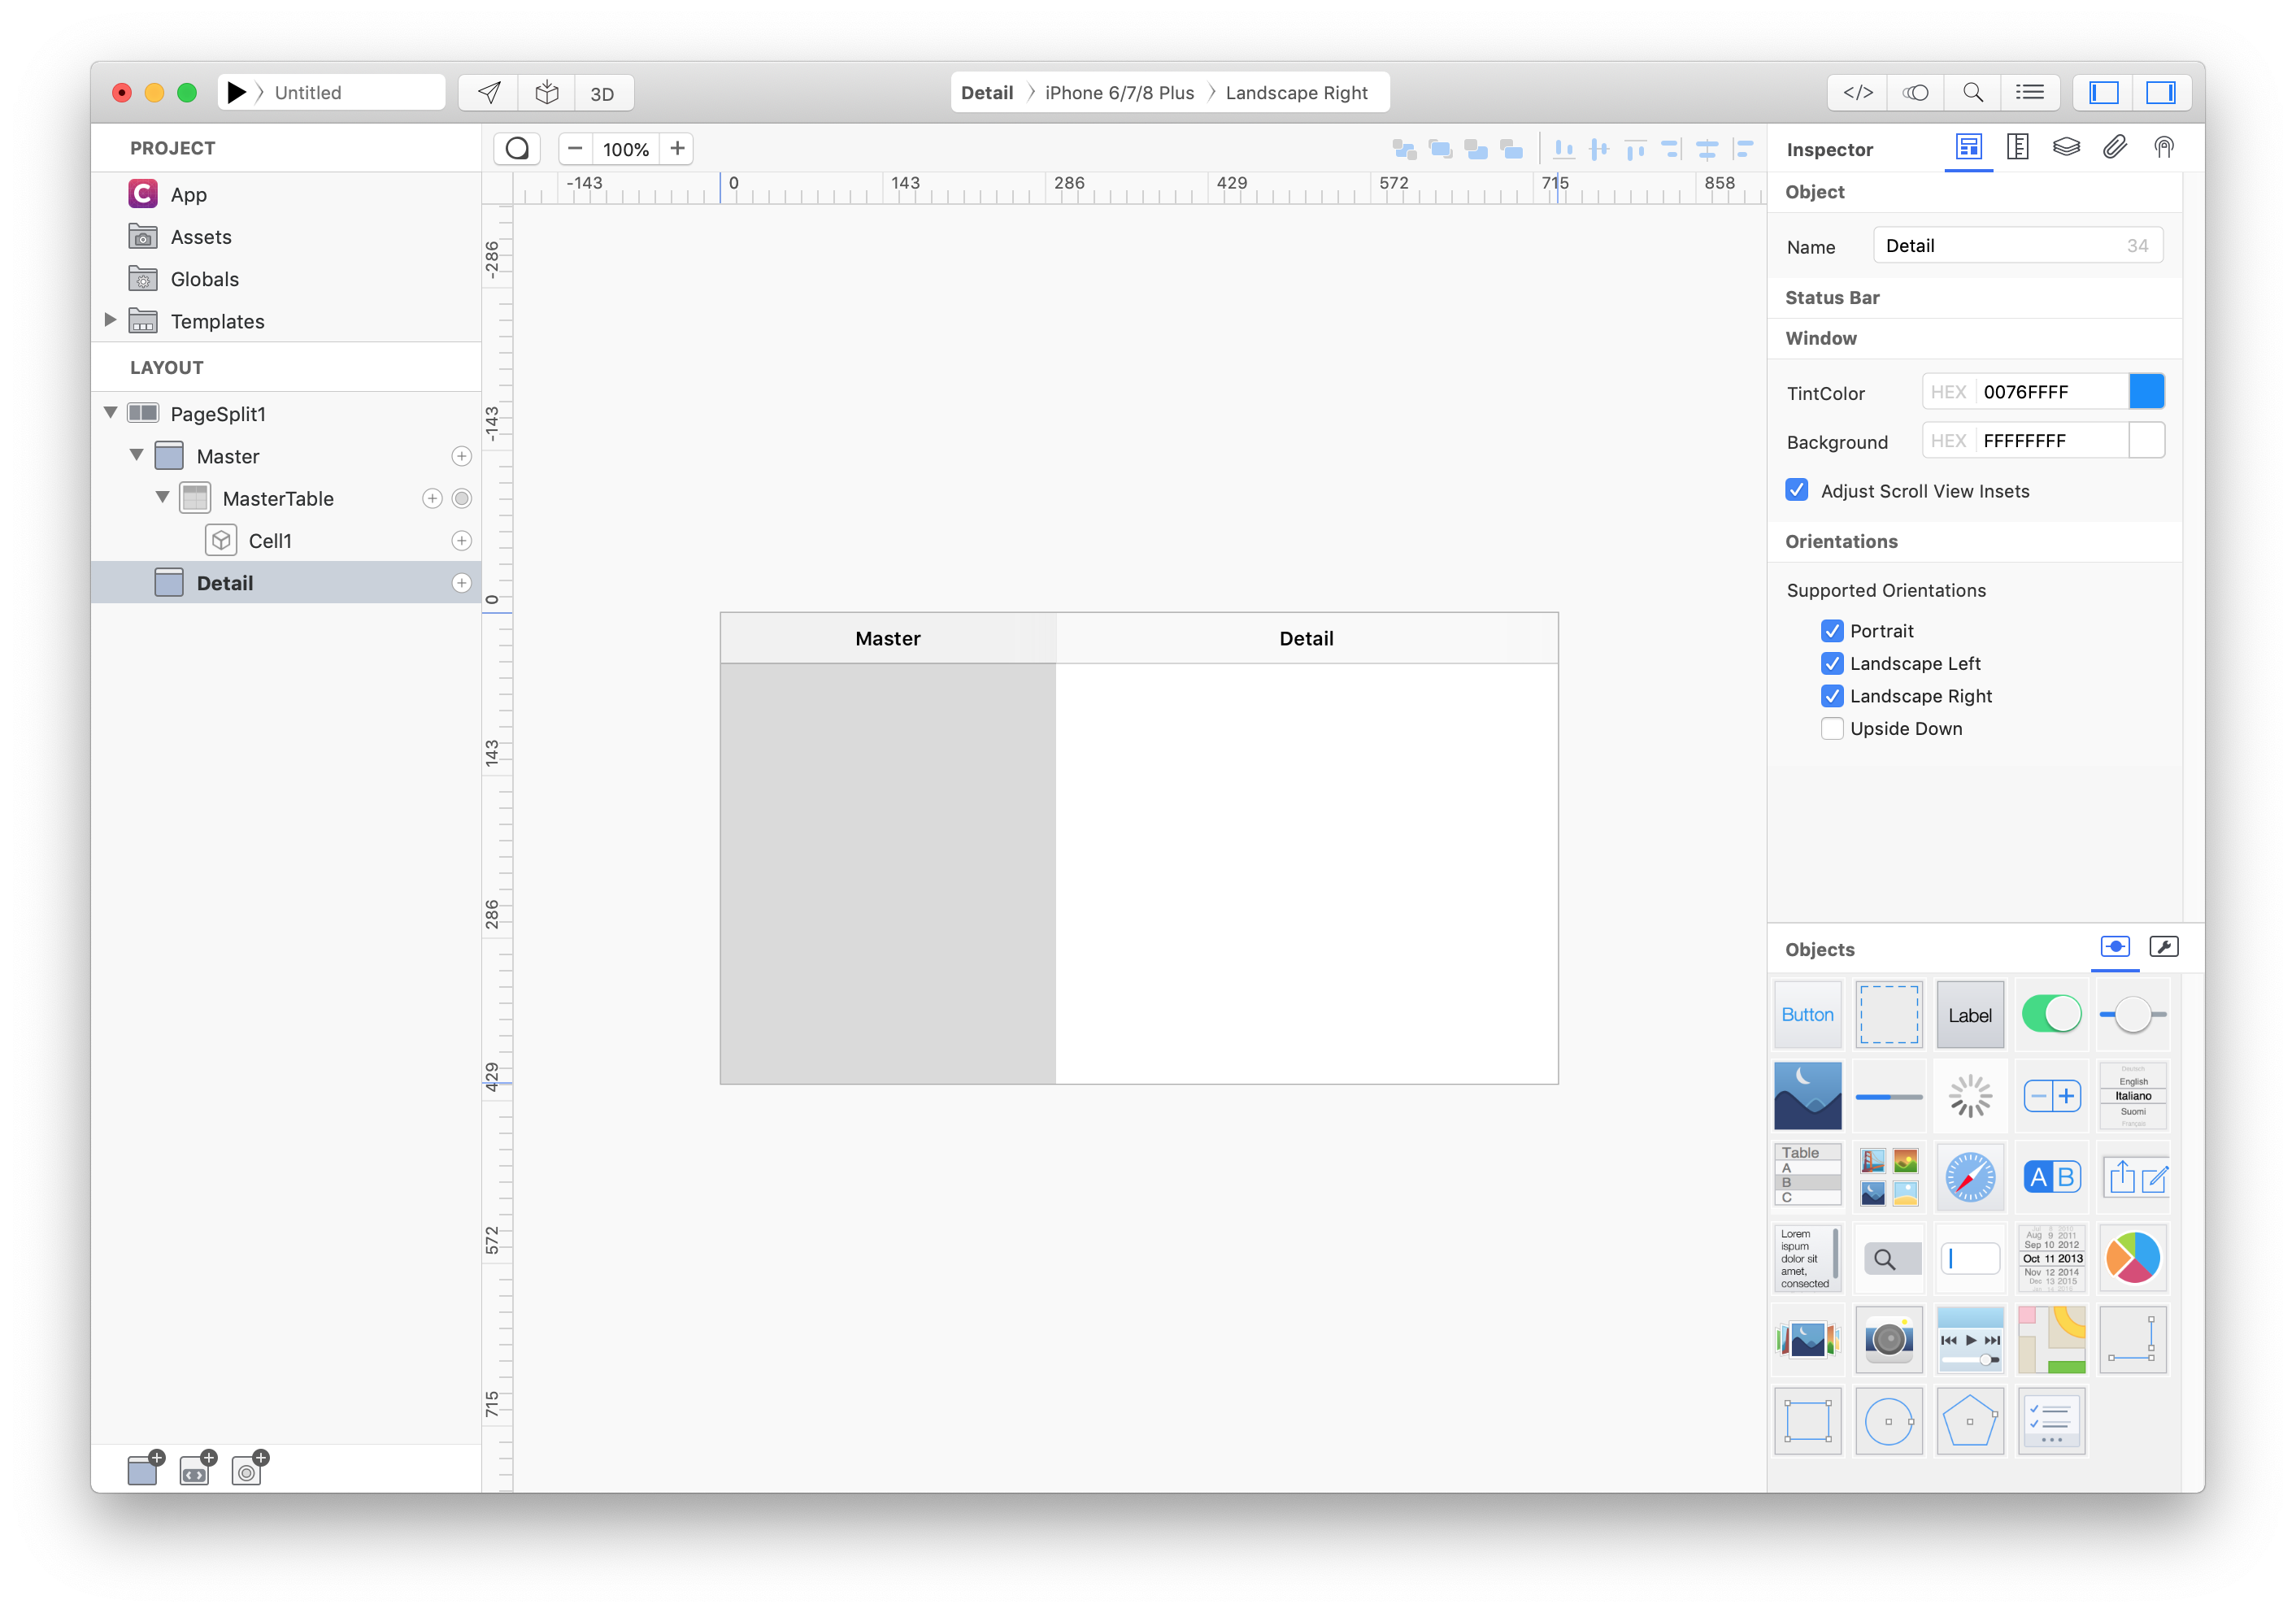 Untitled
3D
Detail
iPhone 6/7/8 Plus
Landscape Right
</>
PROJECT
App
Assets
Globals
Templates
LAYOUT
PageSplit1
Master
MasterTable
Cell1
Detail
100%
-143
0
143
286
429
572
715
858
-286
-143
0
143
286
429
572
715
Master
Detail
Inspector
Object
Name
Detail
34
Status Bar
Window
TintColor
HEX
0076FFFF
Background
HEX
FFFFFFFF
Adjust Scroll View Insets
Orientations
Supported Orientations
Portrait
Landscape Left
Landscape Right
Upside Down
Objects
Button
Label
Deutsch
English
Italiano
Suomi
Français
Table
A
B
C
A B
Lorem
ispum
dolor sit
amet,
consected
Aug 9 2011
Sep 10 2012
Oct 11 2013
Nov 12 2014
Dec 13 2015